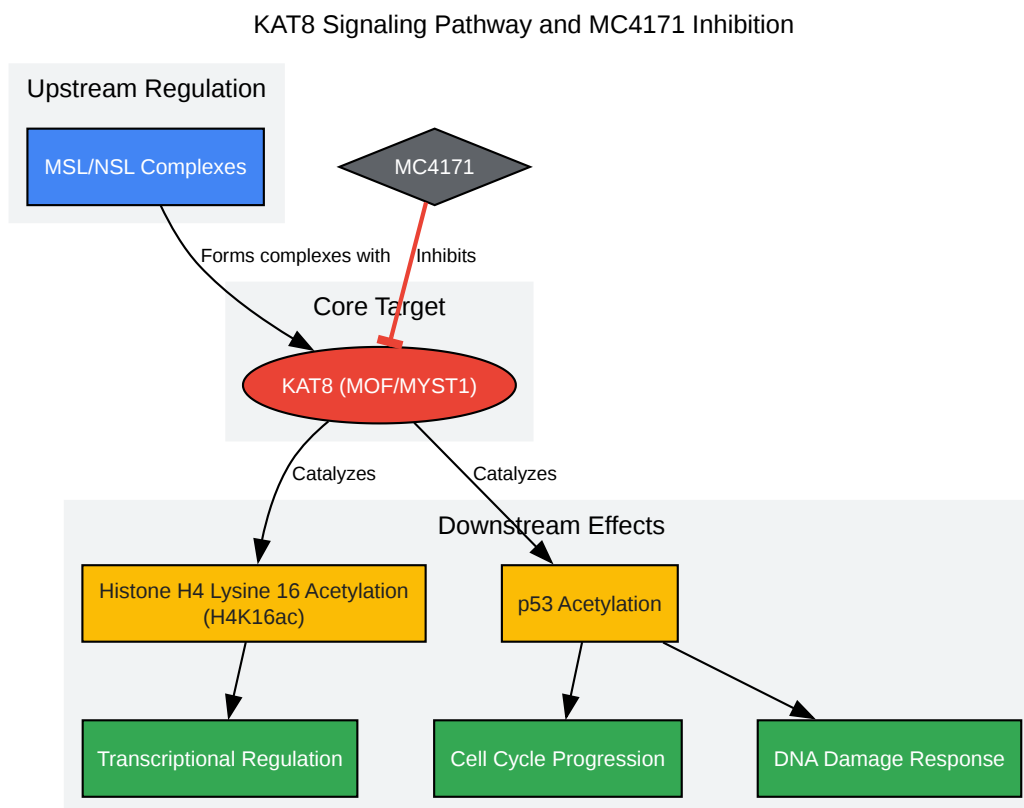 KAT8 Signaling Pathway and MC4171 Inhibition
Upstream Regulation
MSL/NSL Complexes
MC4171
Forms complexes with
Inhibits
Core Target
KAT8 (MOF/MYST1)
Catalyzes
Catalyzes
Downstream Effects
Histone H4 Lysine 16 Acetylation
(H4K16ac)
p53 Acetylation
Transcriptional Regulation
Cell Cycle Progression
DNA Damage Response